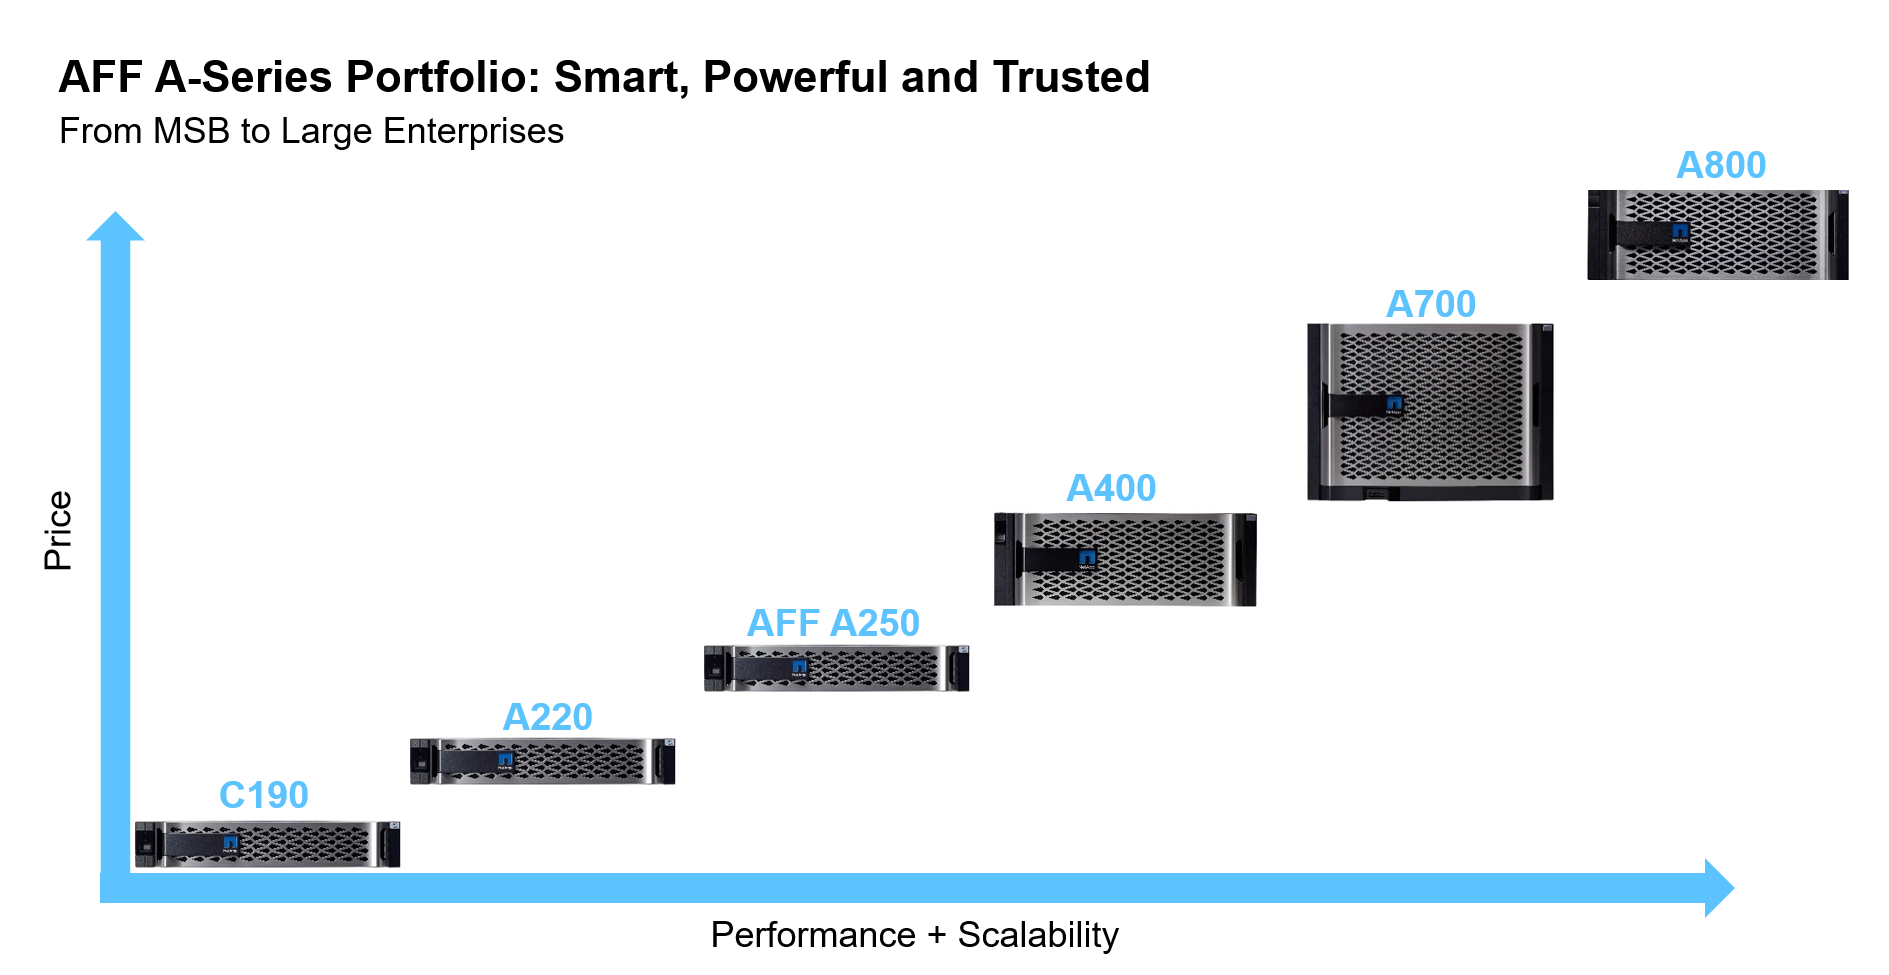 AFF A-Series Portfolio: Smart, Powerful and Trusted
From MSB to Large Enterprises
A800
A700
A400
AFF A250
A220
C190
Price
Performance + Scalability
NetApp